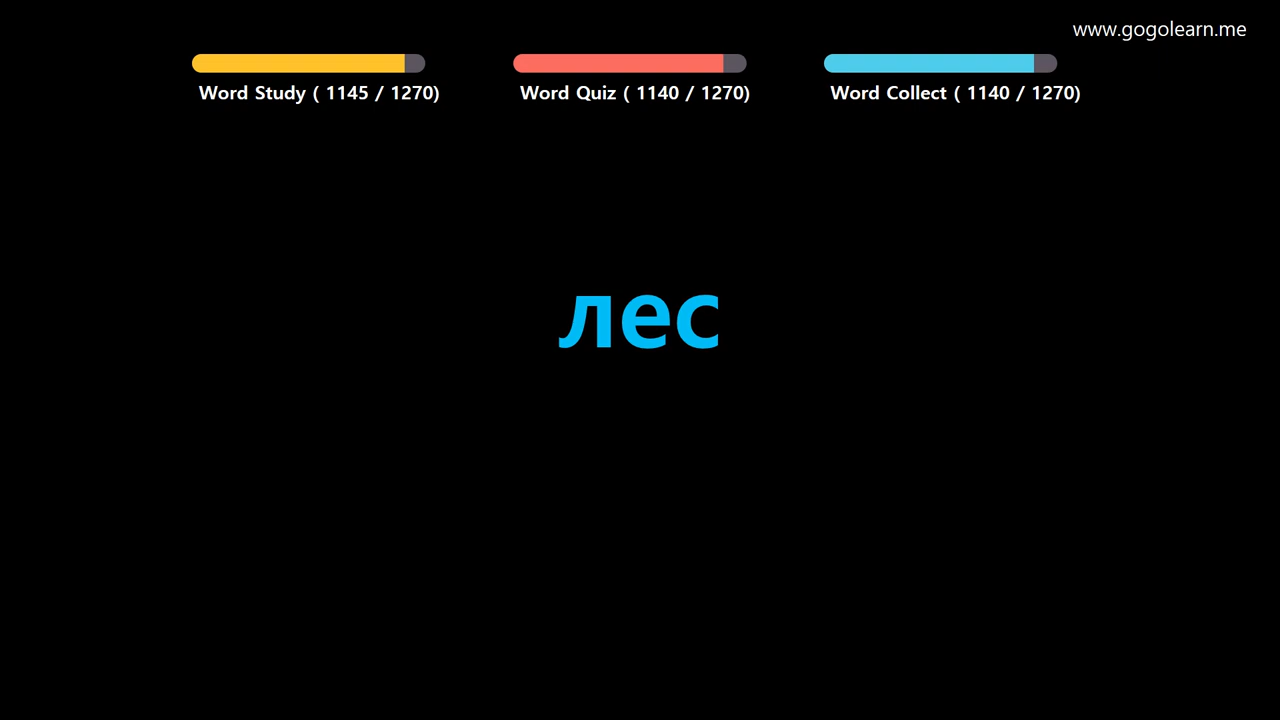 www.gogolearn.me
Word Study ( 1145 / 1270)
Word Quiz ( 1140 / 1270)
Word Collect ( 1140 / 1270)
лес